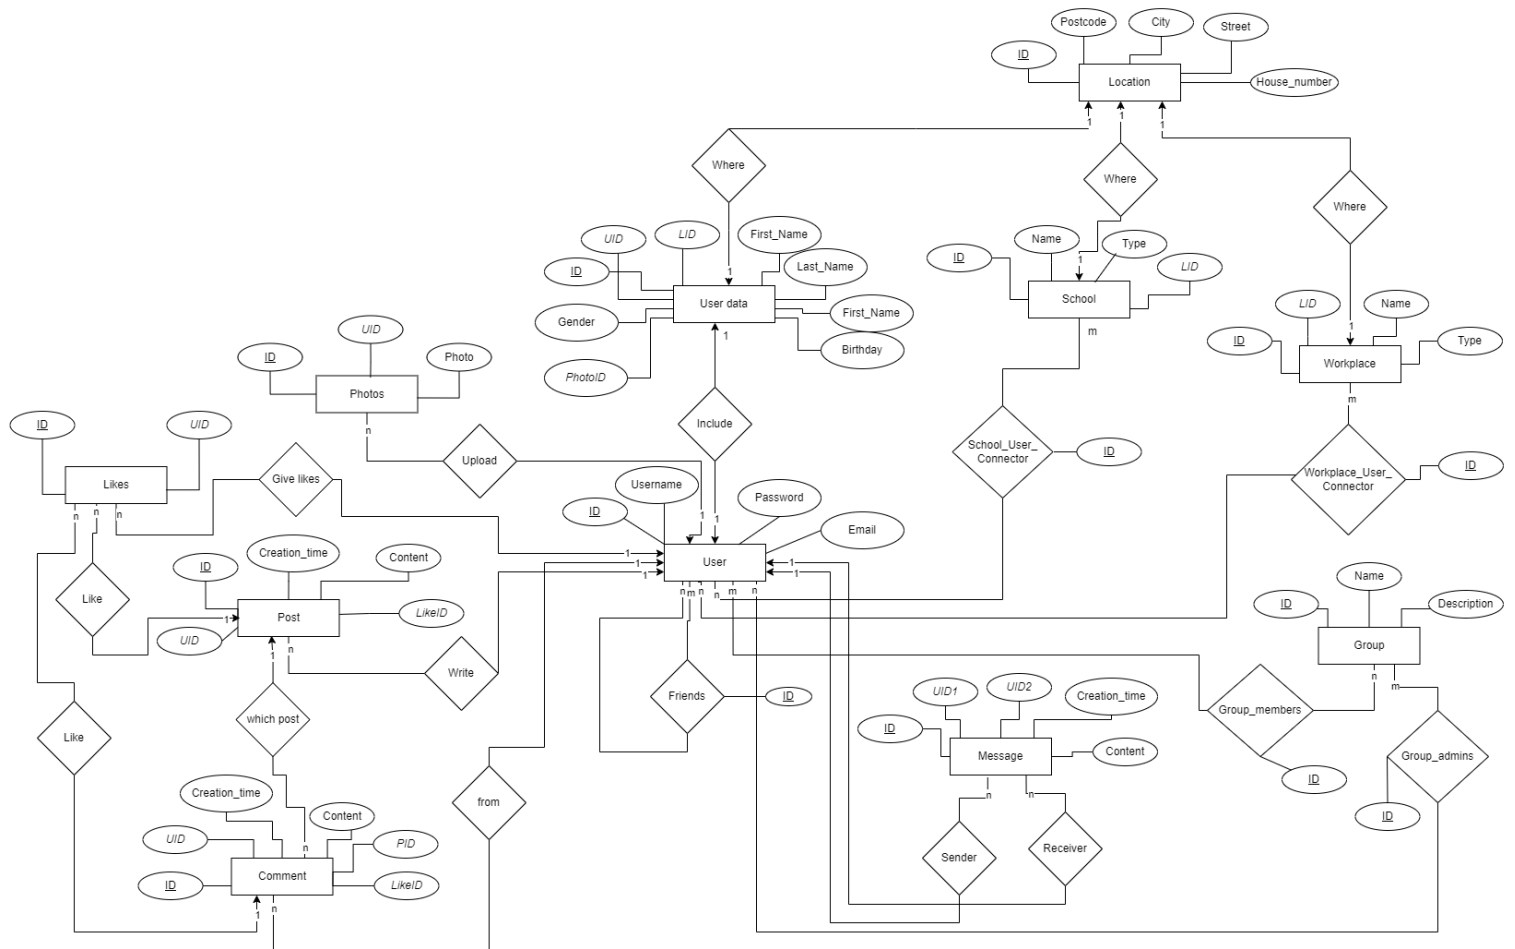 Postcode
City
Street
ID
Location
House_number
1
1
1
Where
Where
Where
UID
LID
First_Name
ID
Last_Name
User data
Gender
First_Name
Birthday
PhotoID
1
1
ID
Name
Type
LID
School
1
m
LID
Name
ID
Type
Workplace
1
m
UID
ID
Photo
Photos
n
Include
Upload
ID
UID
Likes
n
n
n
Give likes
School_User_
Connector
ID
Workplace_User_
Connector
ID
Username
Password
ID
Email
User
1
1
1
1
1
1
1
n
m
n
n
m
n
Creation_time
ID
Content
Post
LikeID
UID
1
n
1
Like
Write
Name
ID
Description
Group
n
m
Friends
ID
which post
Like
UID1
UID2
Creation_time
ID
Message
Content
n
n
Group_members
ID
Group_admins
ID
from
Sender
Receiver
Creation_time
Content
UID
PID
n
Comment
ID
LikeID
1
n